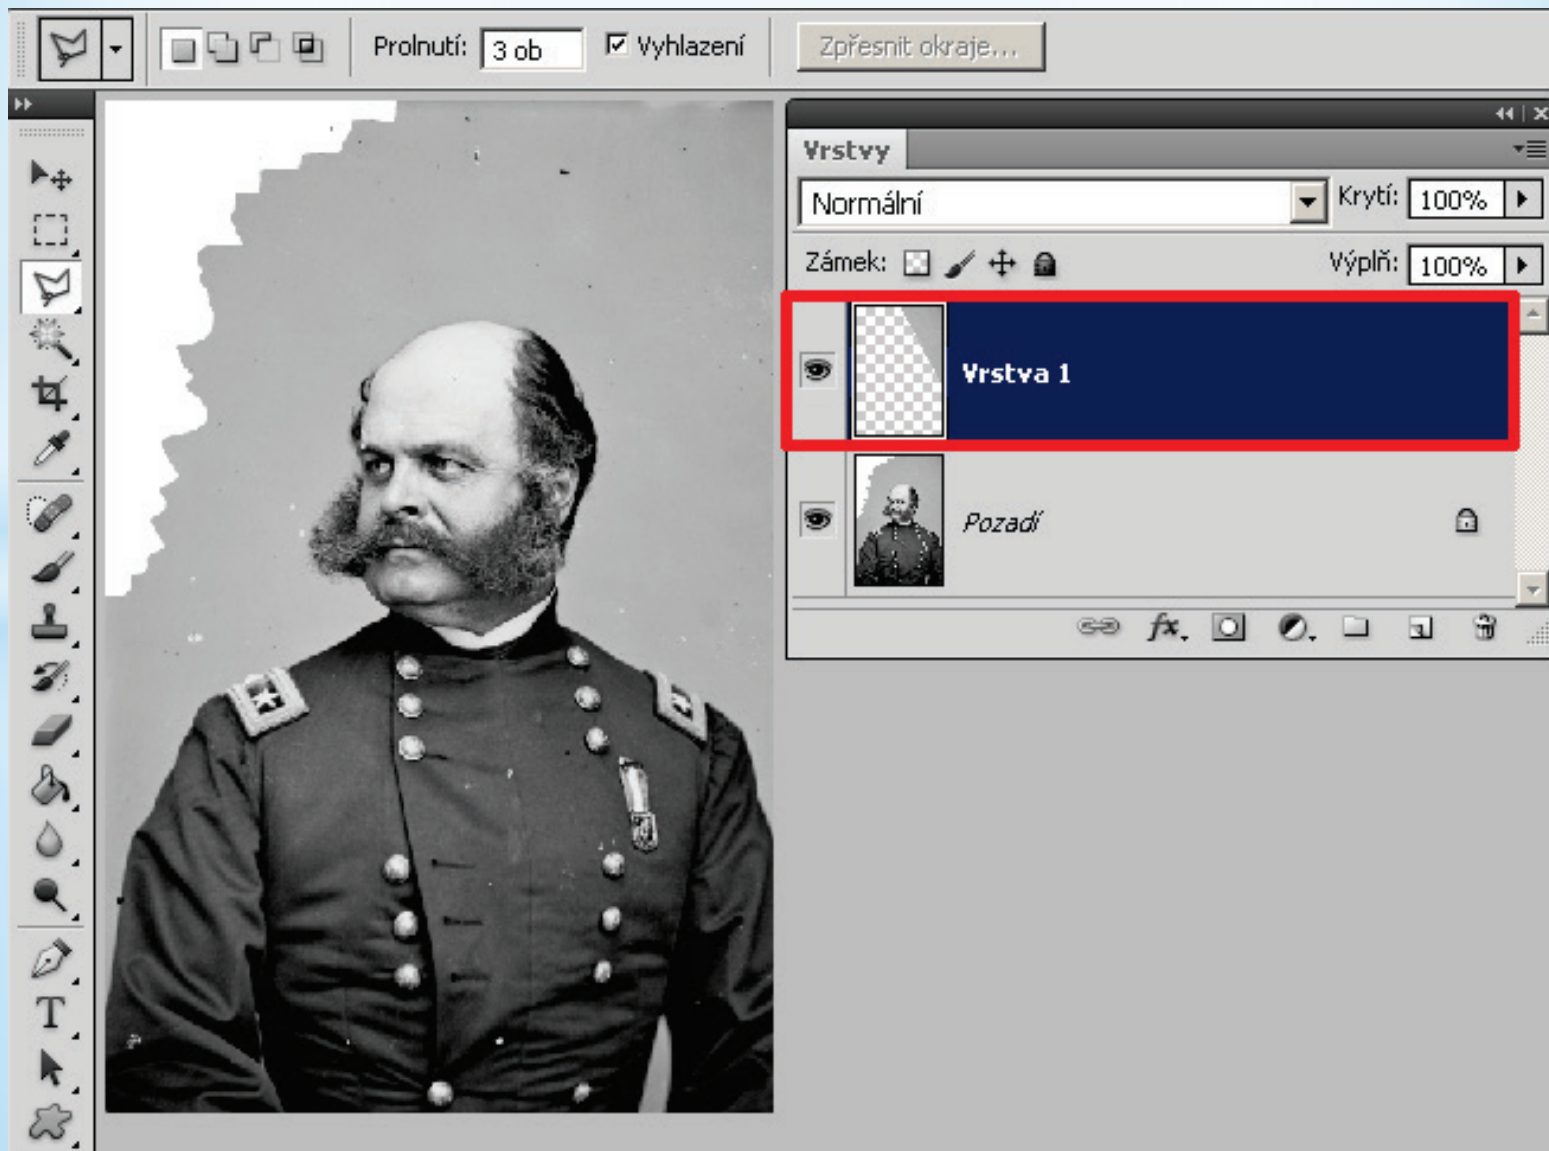 Prolnutí: 3 ob Vyhlazení Zpřesnit okraje...
Vrstvy
Normální Krytí: 100%
Zámek: Výplň: 100%
Vrstva 1
Pozadí
fx.
T